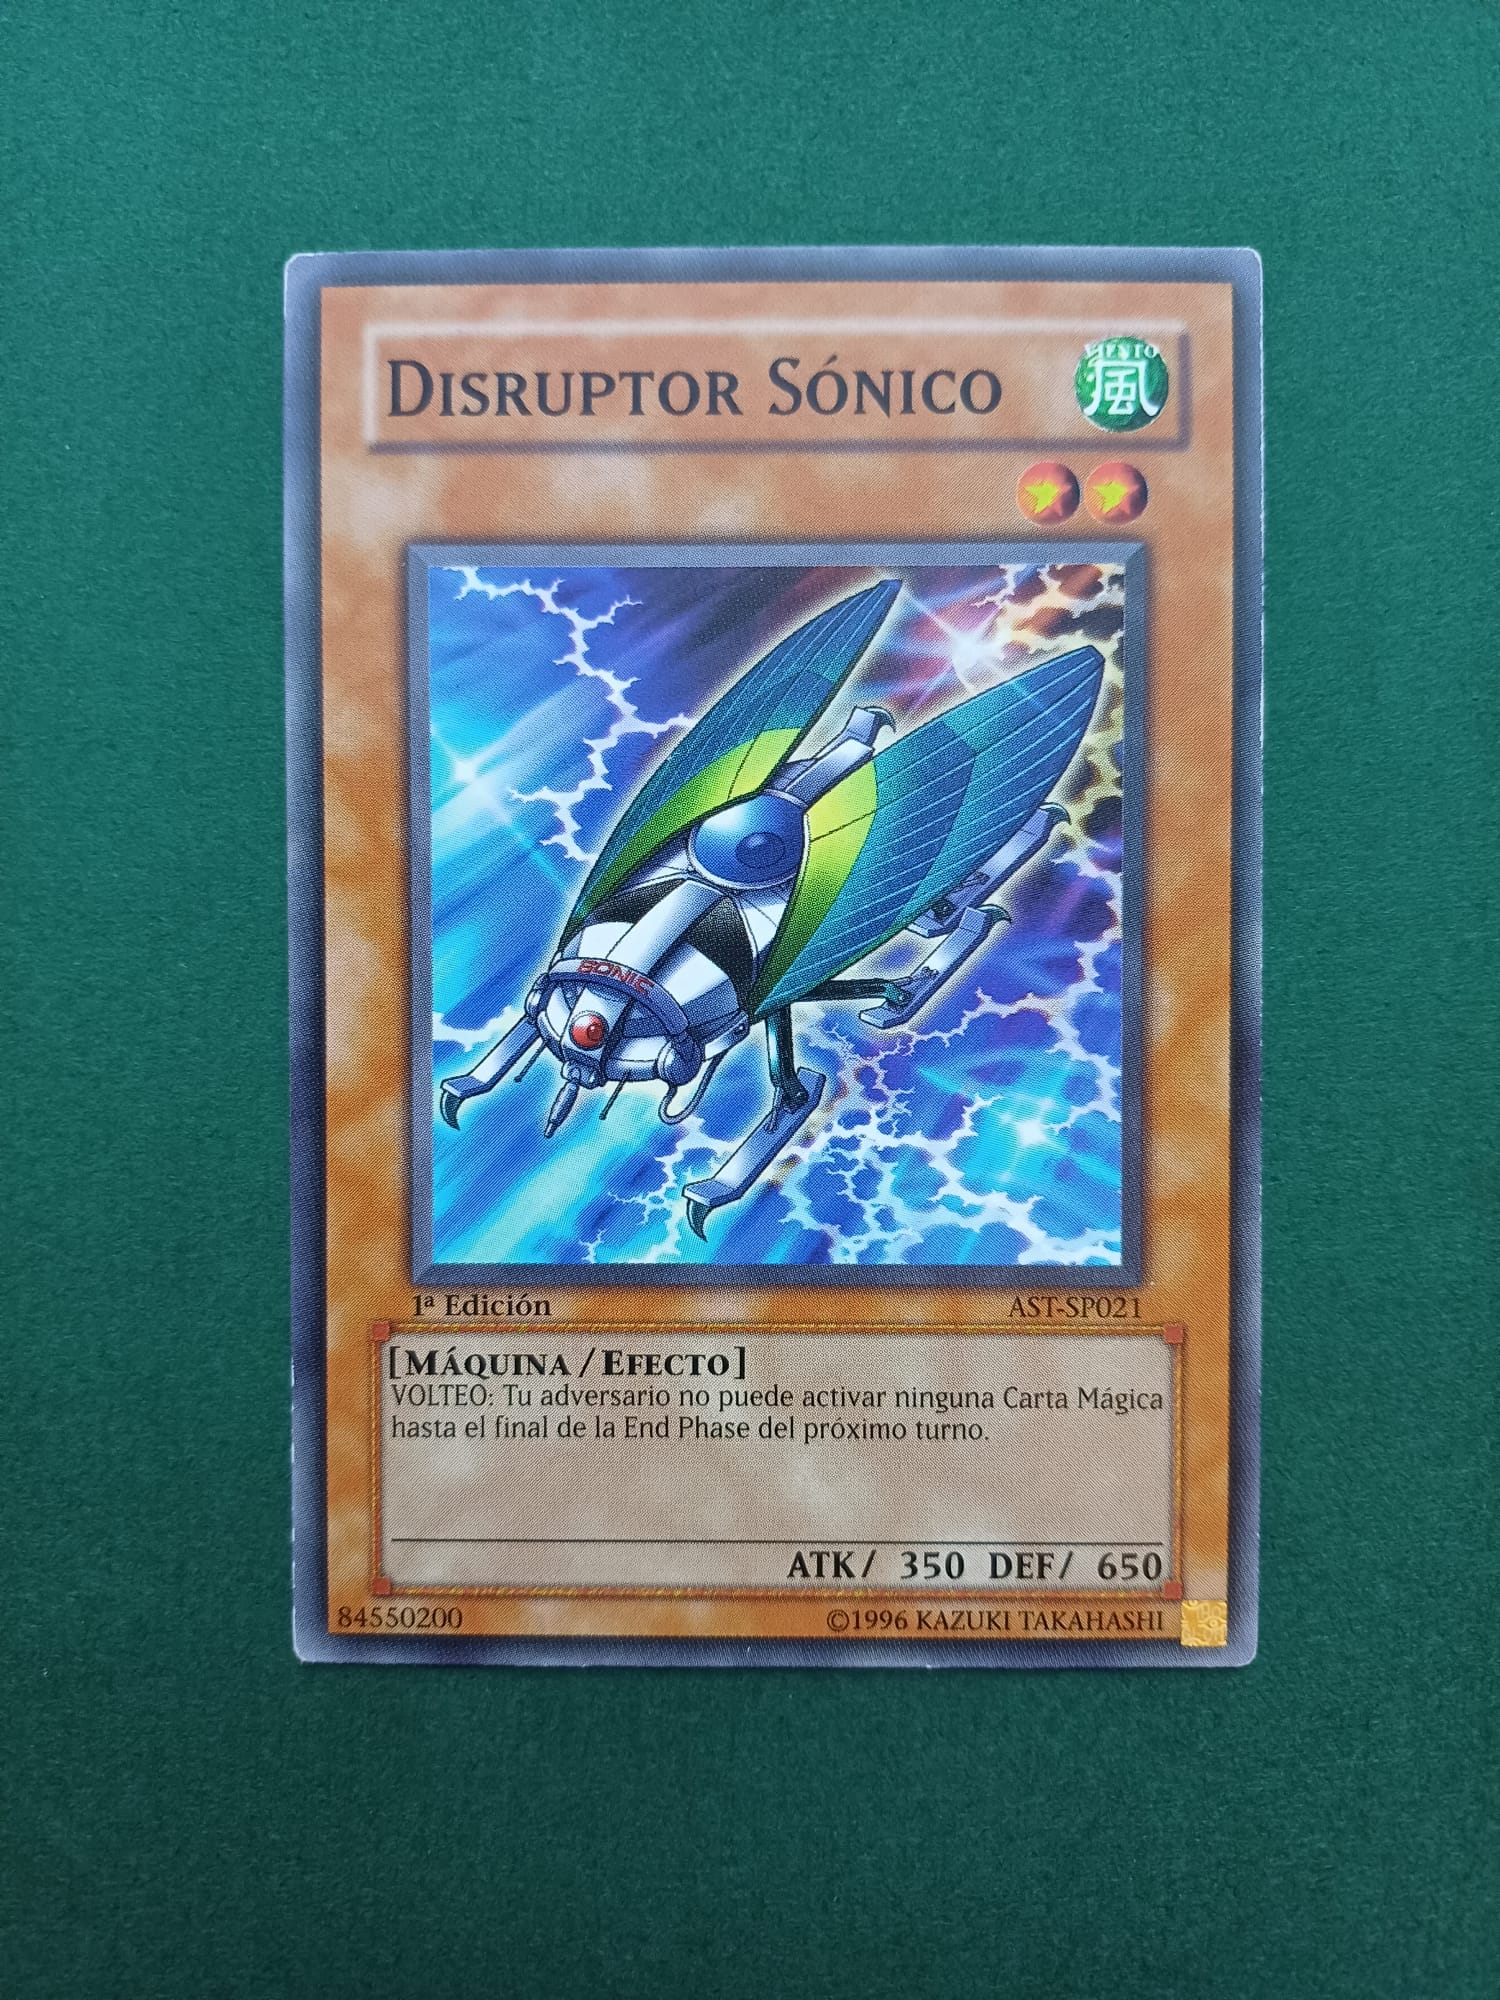 DISRUPTOR SÓNICO
VIENTO
風
SONIC
1ª Edición
AST-SP021
[MÁQUINA/EFECTO]
VOLTEO: Tu adversario no puede activar ninguna Carta Mágica
hasta el final de la End Phase del próximo turno.
ATK/ 350 DEF/ 650
84550200
©1996 KAZUKI TAKAHASHI